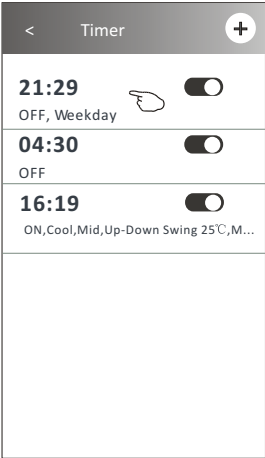 < Timer +
21:29
OFF, Weekday
04:30
OFF
16:19
ON,Cool,Mid,Up-Down Swing 25℃,M...